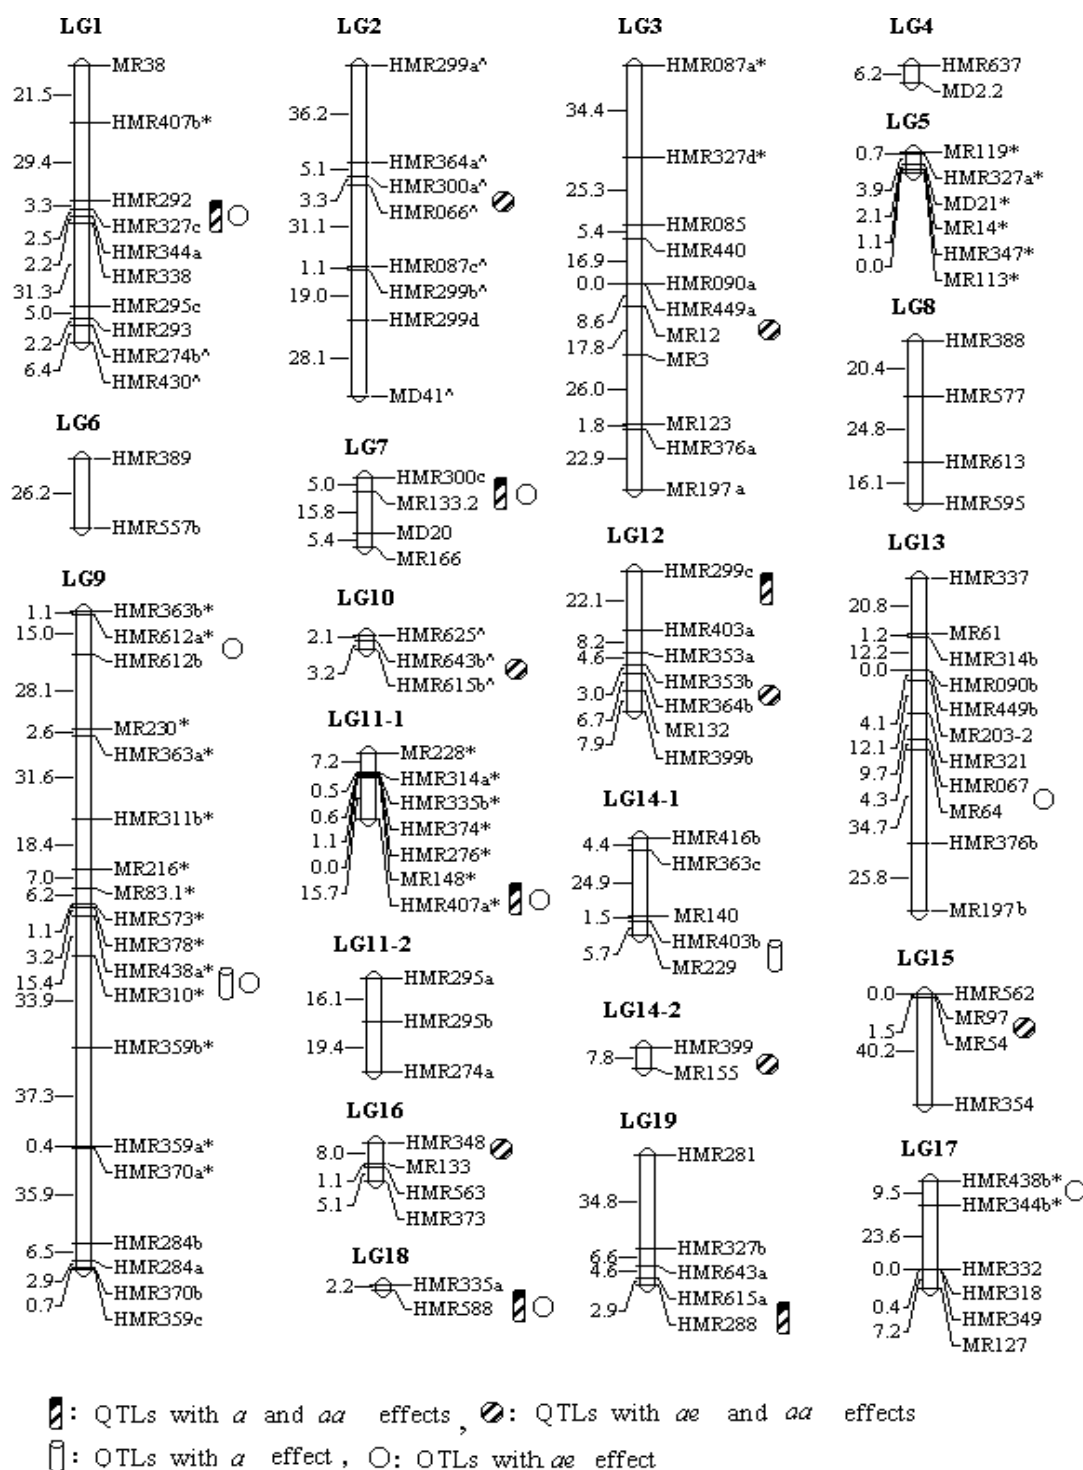 LG1
MR38
21.5
HMR407b*
29.4
HMR292
3.3
HMR327c
2.5
HMR344a
2.2
HMR338
31.3
HMR295c
5.0
HMR293
2.2
HMR274b^
6.4
HMR430^
LG2
HMR299a^
36.2
HMR364a^
5.1
HMR300a^
3.3
HMR066^
31.1
HMR087c^
1.1
HMR299b^
19.0
HMR299d
28.1
MD41^
LG3
HMR087a*
34.4
HMR327d*
25.3
HMR085
5.4
HMR440
16.9
HMR090a
0.0
HMR449a
8.6
MR12
17.8
MR3
26.0
MR123
1.8
HMR376a
22.9
MR197a
LG4
HMR637
6.2
MD2.2
LG5
0.7
MR119*
HMR327a*
3.9
MD21*
2.1
MR14*
1.1
HMR347*
0.0
MR113*
LG8
HMR388
20.4
HMR577
24.8
HMR613
16.1
HMR595
LG6
HMR389
26.2
HMR557b
LG7
HMR300c
5.0
MR133.2
15.8
MD20
5.4
MR166
LG9
1.1
HMR363b*
15.0
HMR612a*
HMR612b
28.1
MR230*
2.6
HMR363a*
31.6
HMR311b*
18.4
MR216*
7.0
MR83.1*
6.2
HMR573*
1.1
HMR378*
3.2
HMR438a*
15.4
HMR310*
33.9
HMR359b*
37.3
HMR359a*
0.4
HMR370a*
35.9
HMR284b
6.5
HMR284a
2.9
HMR370b
0.7
HMR359c
LG10
2.1
HMR625^
HMR643b^
3.2
HMR615b^
LG11-1
MR228*
7.2
HMR314a*
0.5
HMR335b*
0.6
HMR374*
1.1
HMR276*
0.0
MR148*
15.7
HMR407a*
LG11-2
HMR295a
16.1
HMR295b
19.4
HMR274a
LG16
HMR348
8.0
MR133
1.1
HMR563
5.1
HMR373
LG18
2.2
HMR335a
HMR588
LG12
HMR299c
22.1
HMR403a
8.2
HMR353a
4.6
HMR353b
3.0
HMR364b
6.7
MR132
7.9
HMR399b
LG14-1
HMR416b
4.4
HMR363c
24.9
MR140
1.5
HMR403b
5.7
MR229
LG14-2
HMR399
7.8
MR155
LG19
HMR281
34.8
HMR327b
6.6
HMR643a
4.6
HMR615a
2.9
HMR288
LG13
HMR337
20.8
MR61
1.2
HMR314b
12.2
HMR090b
0.0
HMR449b
4.1
MR203-2
12.1
HMR321
9.7
HMR067
4.3
MR64
34.7
HMR376b
25.8
MR197b
LG15
0.0
HMR562
MR97
1.5
MR54
40.2
HMR354
LG17
HMR438b*
9.5
HMR344b*
23.6
HMR332
0.0
HMR318
0.4
HMR349
7.2
MR127
: QTLs with a and aa effects, : QTLs with ae and aa effects
: QTLs with a effect, : QTLs with ae effect